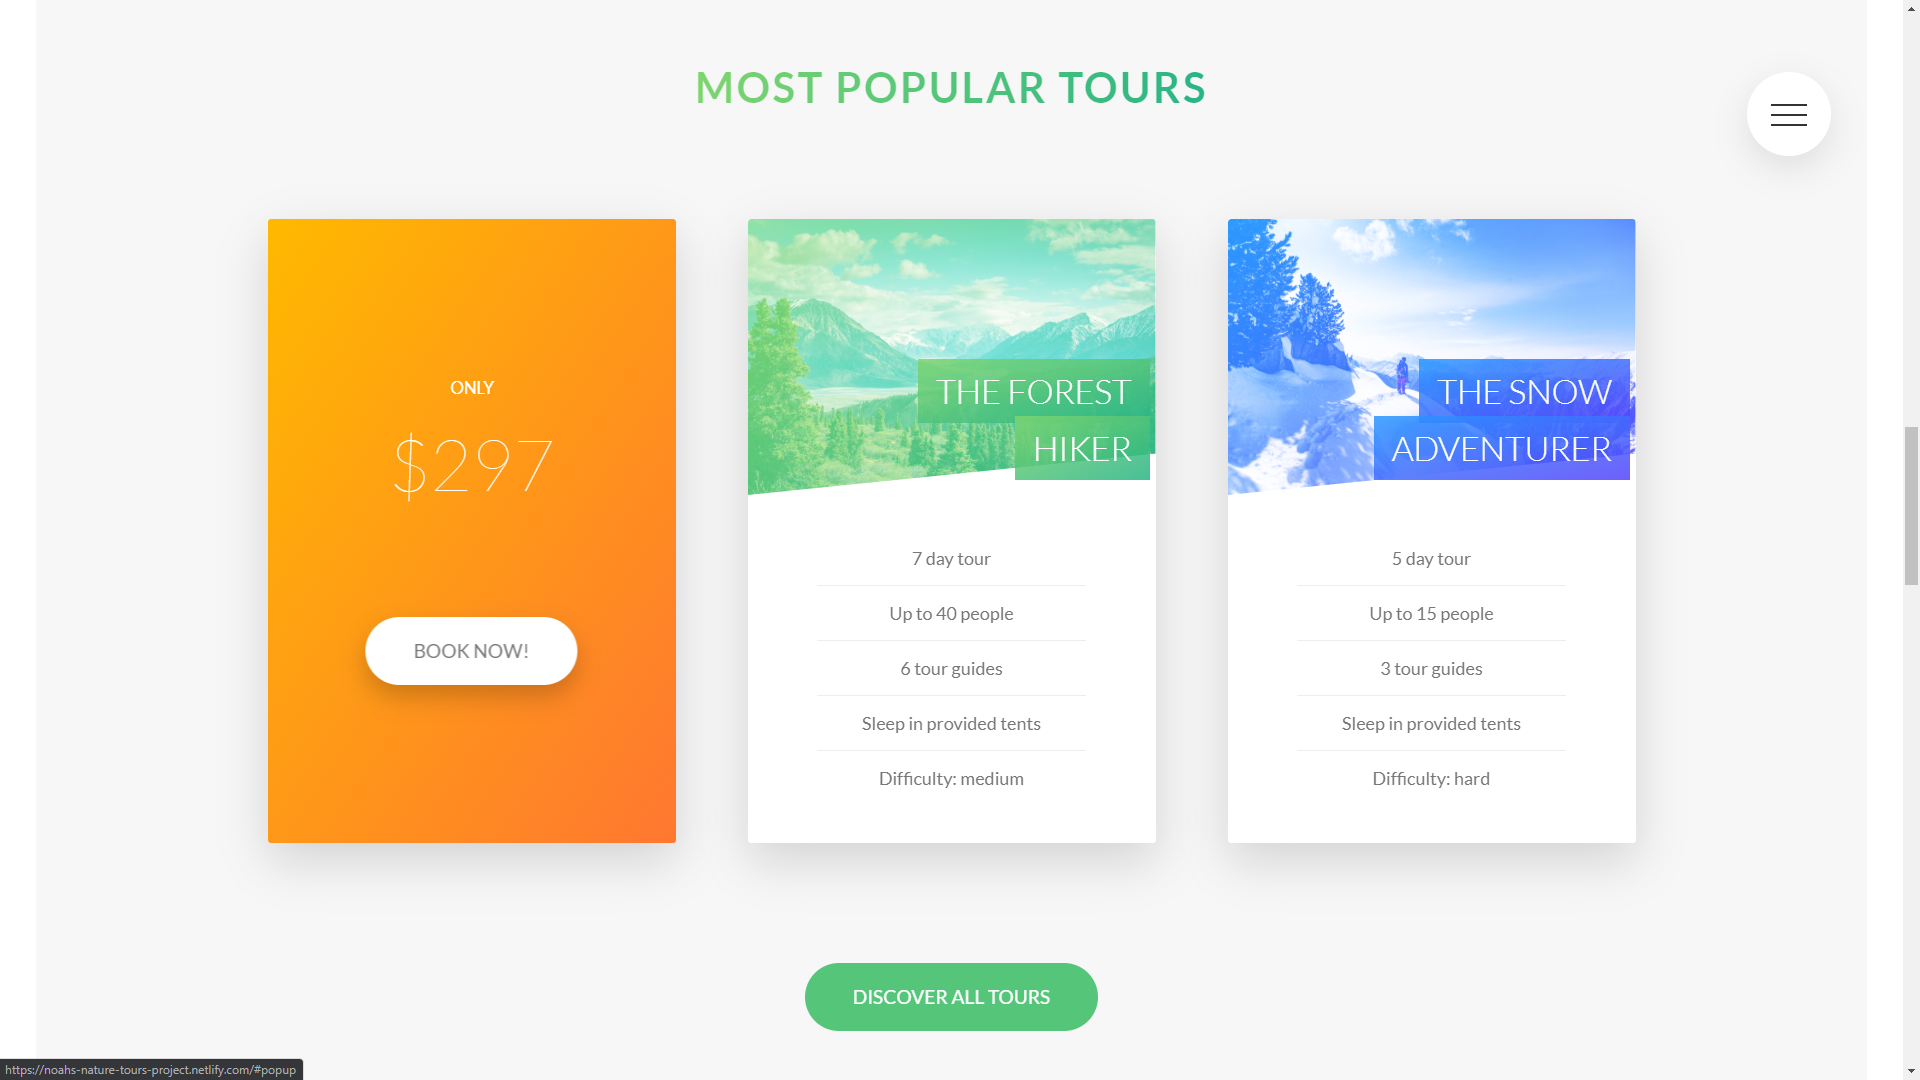 MOST POPULAR TOURS
ONLY
$297
BOOK NOW!
THE FOREST
HIKER
7 day tour
Up to 40 people
6 tour guides
Sleep in provided tents
Difficulty: medium
THE SNOW
ADVENTURER
5 day tour
Up to 15 people
3 tour guides
Sleep in provided tents
Difficulty: hard
DISCOVER ALL TOURS
https://noahs-nature-tours-project.netlify.com/#popup